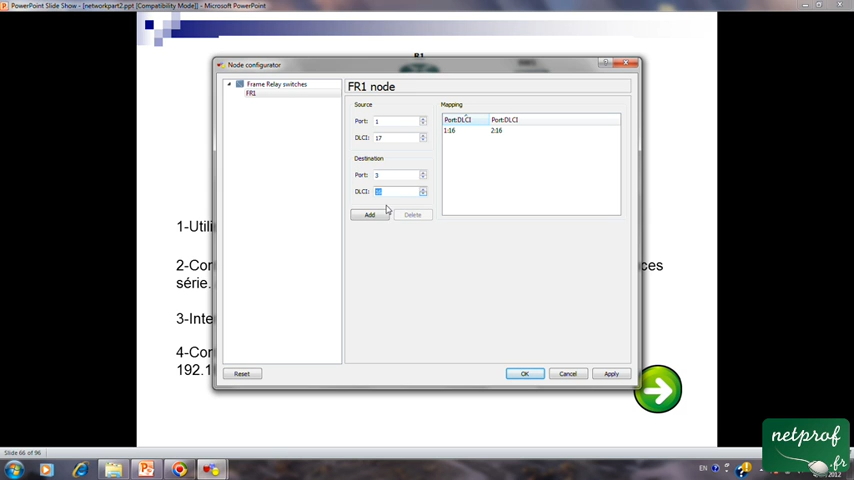 PowerPoint Slide Show - [networkpart2.ppt [Compatibility Mode]] - Microsoft PowerPoint
R1
Node configurator
Frame Relay switches
FR1
FR1 node
Source
Port: 1
DLCI: 17
Destination
Port: 3
DLCI:
Add
Delete
Mapping
Port:DLCI Port:DLCI
1:16 2:16
1-Utili
2-Con
ces
série.
3-Inte
4-Con
192.1
Reset
OK
Cancel
Apply
netprof
.fr
Slide 66 of 96
EN
2012